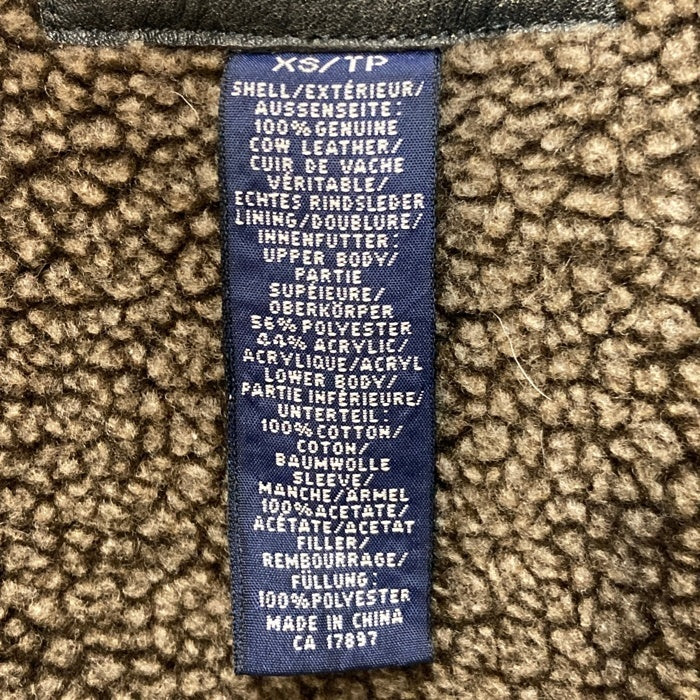 XS/TP
SHELL/EXTÉRIEUR/
AUSSENSEITE:
100% GENUINE
COW LEATHER/
CUIR DE VACHE
VÉRITABLE/
ECHTES RINDSLEDER
LINING/DOUBLURE/
INNENFUTTER:
UPPER BODY/
PARTIE
SUPÉIEURE/
OBERKÖRPER
56% POLYESTER
44% ACRYLIC/
ACRYLIQUE/ACRYL
LOWER BODY/
PARTIE INFÉRIEURE/
UNTERTEIL:
100% COTTON/
COTON/
BAUMWOLLE
SLEEVE/
MANCHE/ARMEL
100% ACETATE/
ACÉTATE/ACETAT
FILLER/
REMBOURRAGE/
FÜLLUNG:
100% POLYESTER
MADE IN CHINA
CA 17897